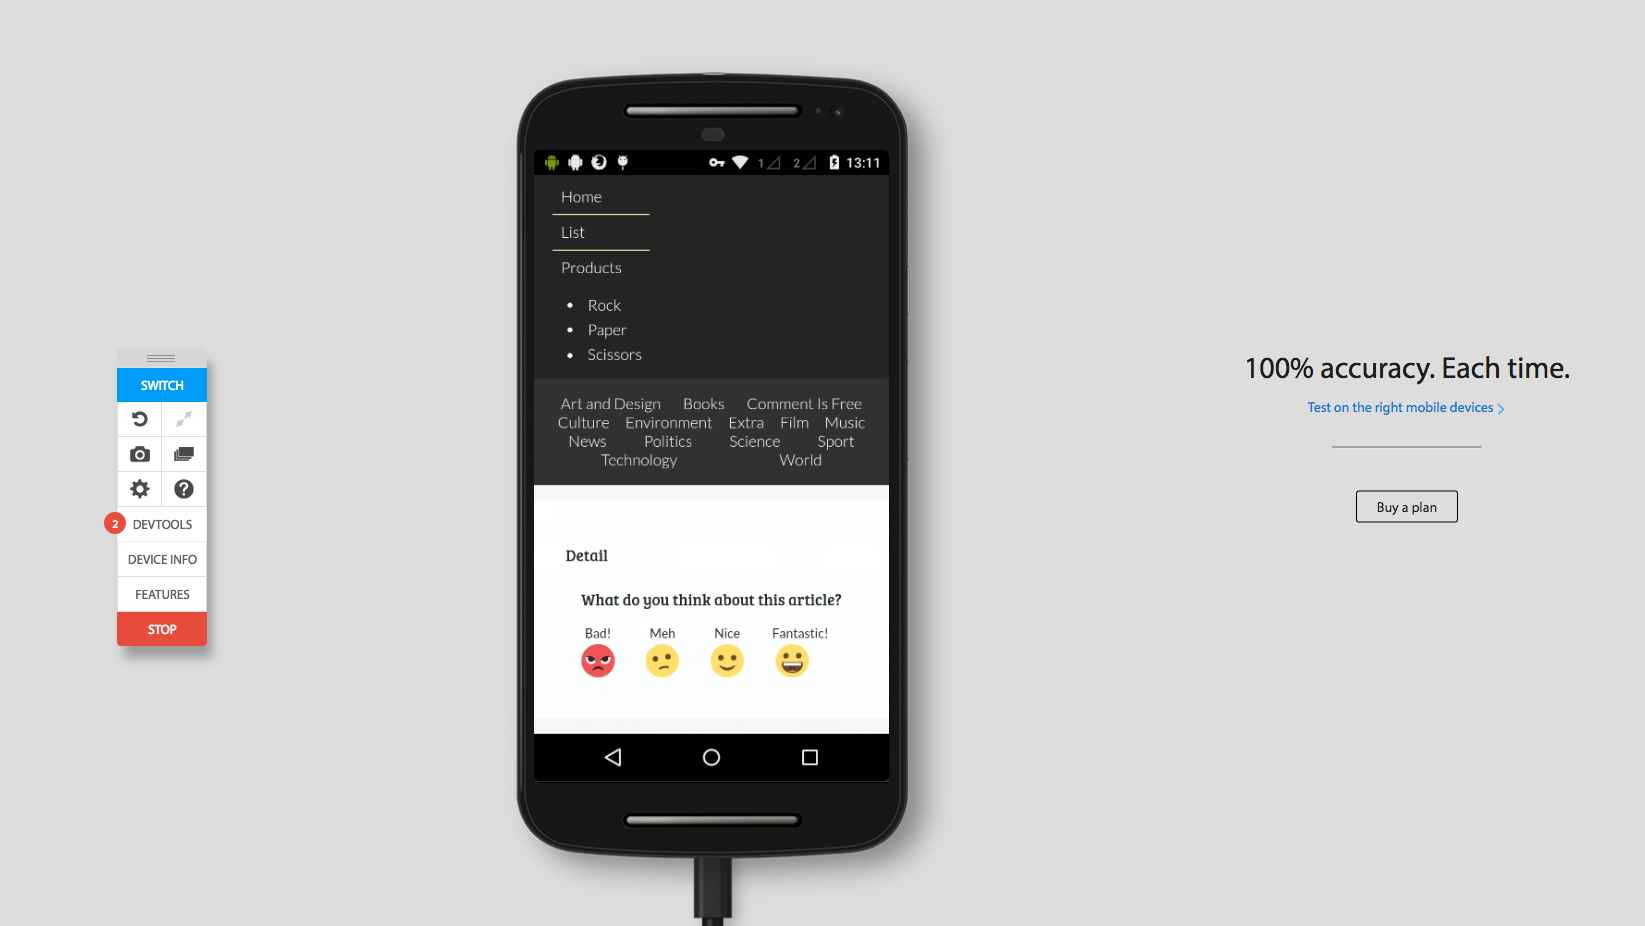 1 2 13:11
Home
List
Products
Rock
Paper
Scissors
Art and Design Books Comment Is Free
Culture Environment Extra Film Music
News Politics Science Sport
Technology World
Detail
What do you think about this article?
Bad! Meh Nice Fantastic!
SWITCH
2 DEVTOOLS
DEVICE INFO
FEATURES
STOP
100% accuracy. Each time.
Test on the right mobile devices
Buy a plan